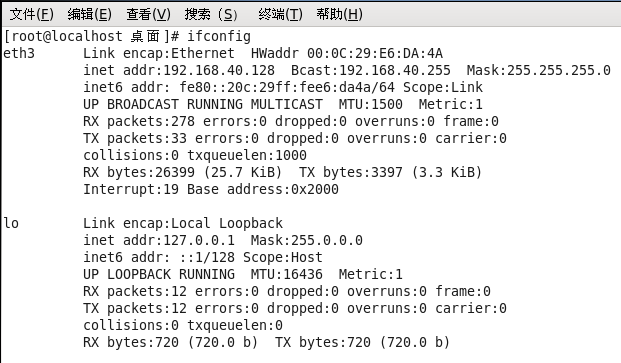 文件(F) 编辑(E) 查看(V) 搜索 (S) 终端(T) 帮助(H)
[root@localhost 桌面]# ifconfig
eth3      Link encap:Ethernet  HWaddr 00:0C:29:E6:DA:4A
          inet addr:192.168.40.128  Bcast:192.168.40.255  Mask:255.255.255.0
          inet6 addr: fe80::20c:29ff:fee6:da4a/64 Scope:Link
          UP BROADCAST RUNNING MULTICAST  MTU:1500  Metric:1
          RX packets:278 errors:0 dropped:0 overruns:0 frame:0
          TX packets:33 errors:0 dropped:0 overruns:0 carrier:0
          collisions:0 txqueuelen:1000
          RX bytes:26399 (25.7 KiB)  TX bytes:3397 (3.3 KiB)
          Interrupt:19 Base address:0x2000
lo        Link encap:Local Loopback
          inet addr:127.0.0.1  Mask:255.0.0.0
          inet6 addr: ::1/128 Scope:Host
          UP LOOPBACK RUNNING  MTU:16436  Metric:1
          RX packets:12 errors:0 dropped:0 overruns:0 frame:0
          TX packets:12 errors:0 dropped:0 overruns:0 carrier:0
          collisions:0 txqueuelen:0
          RX bytes:720 (720.0 b)  TX bytes:720 (720.0 b)